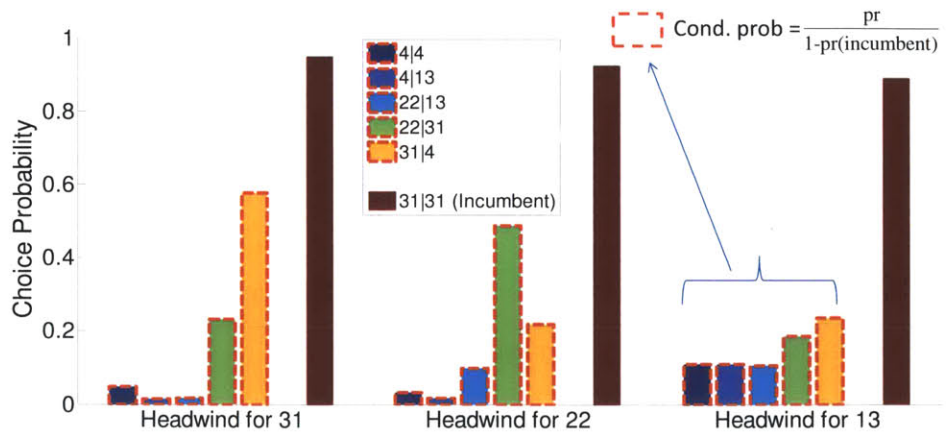 Cond. prob = pr
1-pr(incumbent)
1
0.8
0.6
0.4
0.2
0
Choice Probability
4|4
4|13
22|13
22|31
31|4
31|31 (Incumbent)
Headwind for 31
Headwind for 22
Headwind for 13